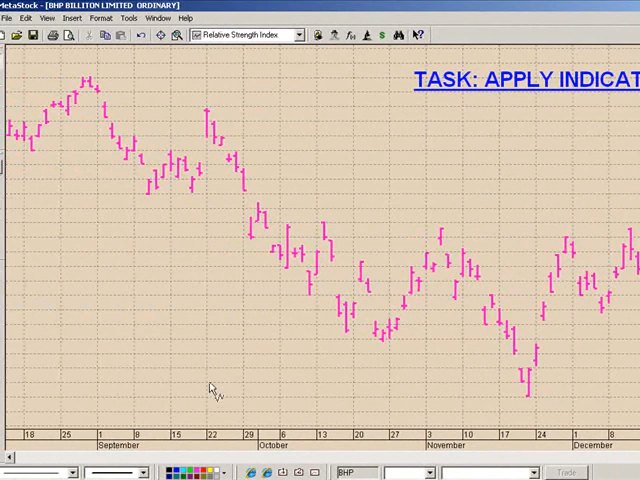 MetaStock - [BHP BILLITON LIMITED ORDINARY]
File Edit View Insert Format Tools Window Help
Relative Strength Index
TASK: APPLY INDICAT
18 25 1 8 15 22 29 6 13 20 27 3 10 17 24 1 8
September October November December
BHP Trade